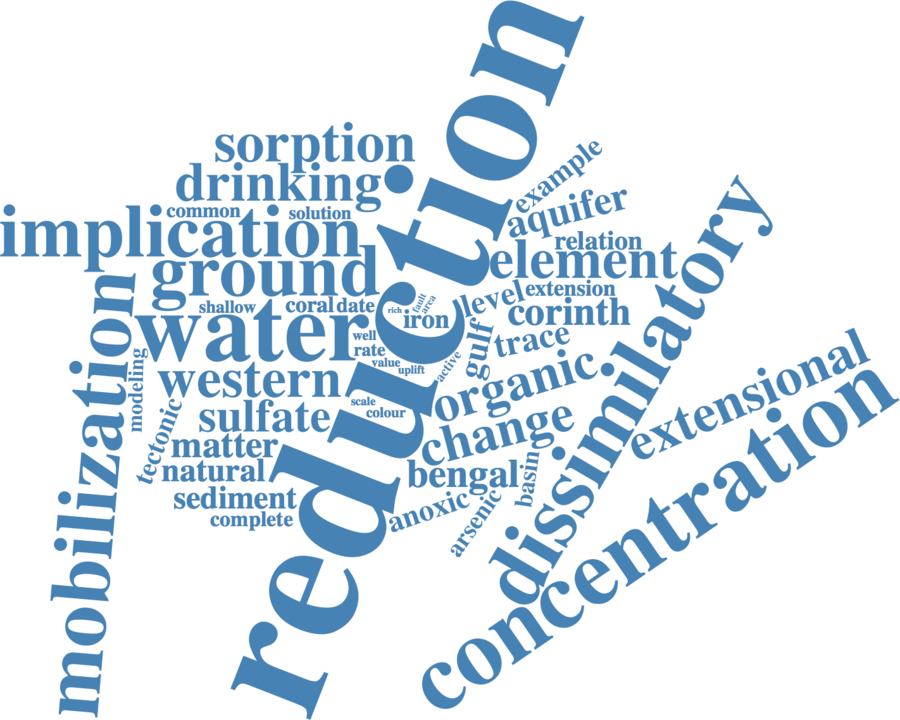 reduction
sorption
drinking
example
common
solution
aquifer
implication
relation
element
ground
extension
level
shallow
coral
date
rich
fault
area
iron
corinth
water
well
gulf
trace
rate
value
uplift
active
modeling
western
organic
scale
colour
sulfate
change
tectonic
matter
natural
bengal
basin
sediment
complete
anoxic
arsenic
mobilization
dissimilatory
extensional
concentration